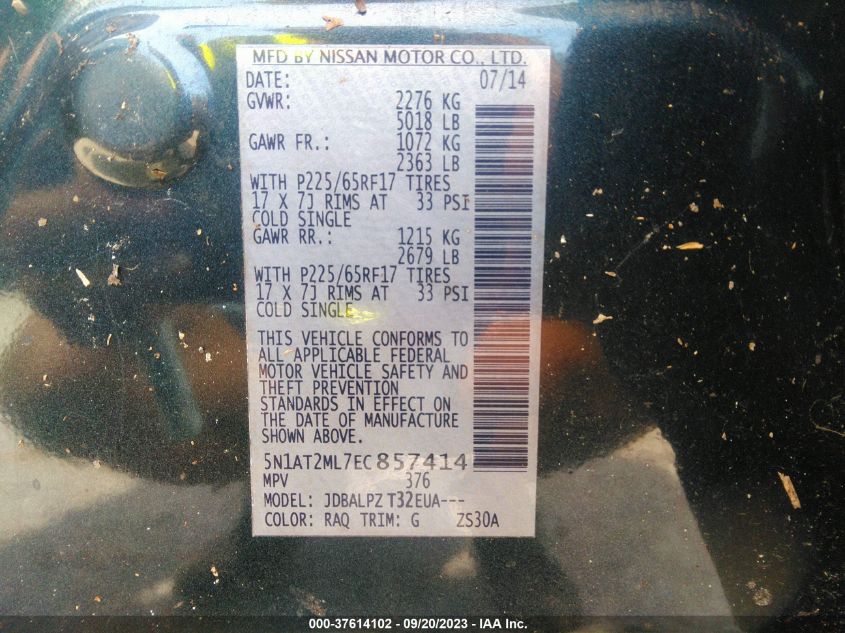 MFD BY NISSAN MOTOR CO., LTD.
DATE: 07/14
GVWR: 2276 KG
5018 LB
GAWR FR.: 1072 KG
2363 LB
WITH P225/65RF17 TIRES
17 X 7J RIMS AT 33 PSI
COLD SINGLE
GAWR RR.: 1215 KG
2679 LB
WITH P225/65RF17 TIRES
17 X 7J RIMS AT 33 PSI
COLD SINGLE
THIS VEHICLE CONFORMS TO
ALL APPLICABLE FEDERAL
MOTOR VEHICLE SAFETY AND
THEFT PREVENTION
STANDARDS IN EFFECT ON
THE DATE OF MANUFACTURE
SHOWN ABOVE.
5N1AT2ML7EC857414
MPV 376
MODEL: JDBALPZ T32EUA---
COLOR: RAQ TRIM: G ZS30A
000-37614102 - 09/20/2023 - IAA Inc.